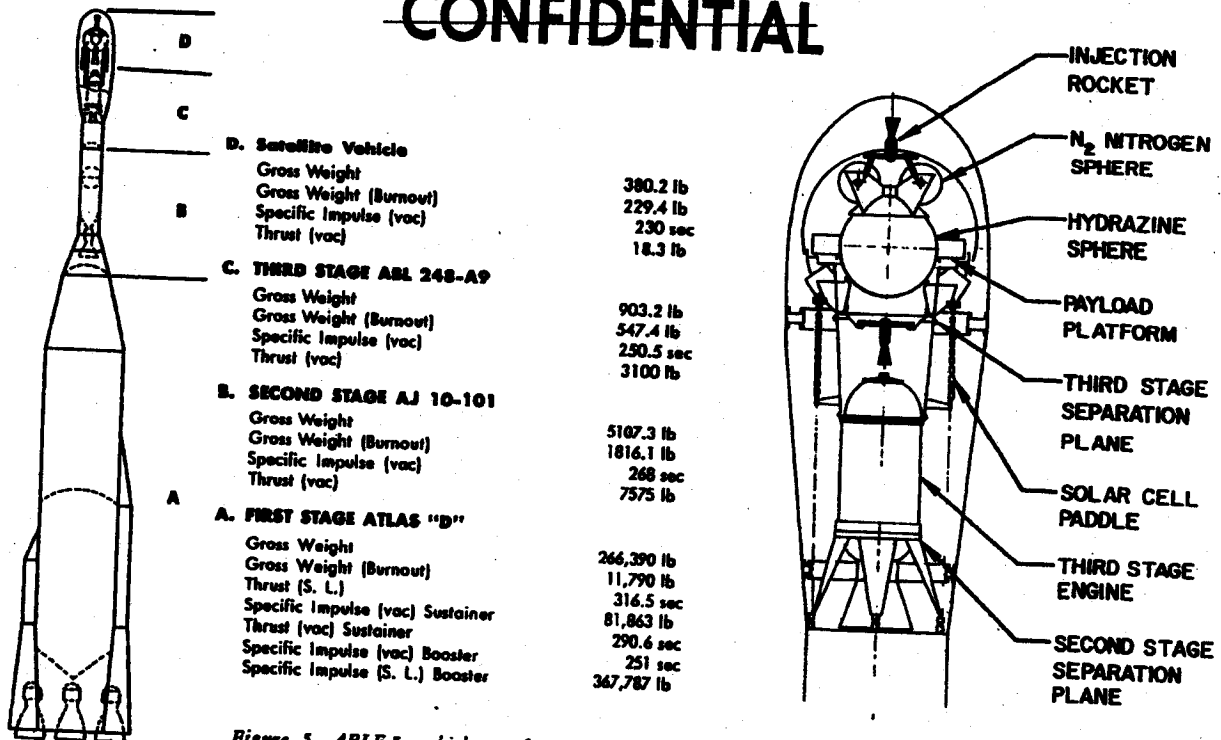 CONFIDENTIAL
D
C
B
A
D. Satellite Vehicle
Gross Weight 380.2 lb
Gross Weight (Burnout) 229.4 lb
Specific Impulse (vac) 230 sec
Thrust (vac) 18.3 lb
C. THIRD STAGE ABL 248-A9
Gross Weight 903.2 lb
Gross Weight (Burnout) 547.4 lb
Specific Impulse (vac) 250.5 sec
Thrust (vac) 3100 lb
B. SECOND STAGE AJ 10-101
Gross Weight 5107.3 lb
Gross Weight (Burnout) 1816.1 lb
Specific Impulse (vac) 268 sec
Thrust (vac) 7575 lb
A. FIRST STAGE ATLAS "D"
Gross Weight 266,390 lb
Gross Weight (Burnout) 11,790 lb
Thrust (S. L.) 316.5 sec
Specific Impulse (vac) Sustainer 81,863 lb
Thrust (vac) Sustainer 290.6 sec
Specific Impulse (vac) Booster 251 sec
Specific Impulse (S. L.) Booster 367,787 lb
INJECTION
ROCKET
N₂ NITROGEN
SPHERE
HYDRAZINE
SPHERE
PAYLOAD
PLATFORM
THIRD STAGE
SEPARATION
PLANE
SOLAR CELL
PADDLE
THIRD STAGE
ENGINE
SECOND STAGE
SEPARATION
PLANE
Figure 5. ABLE